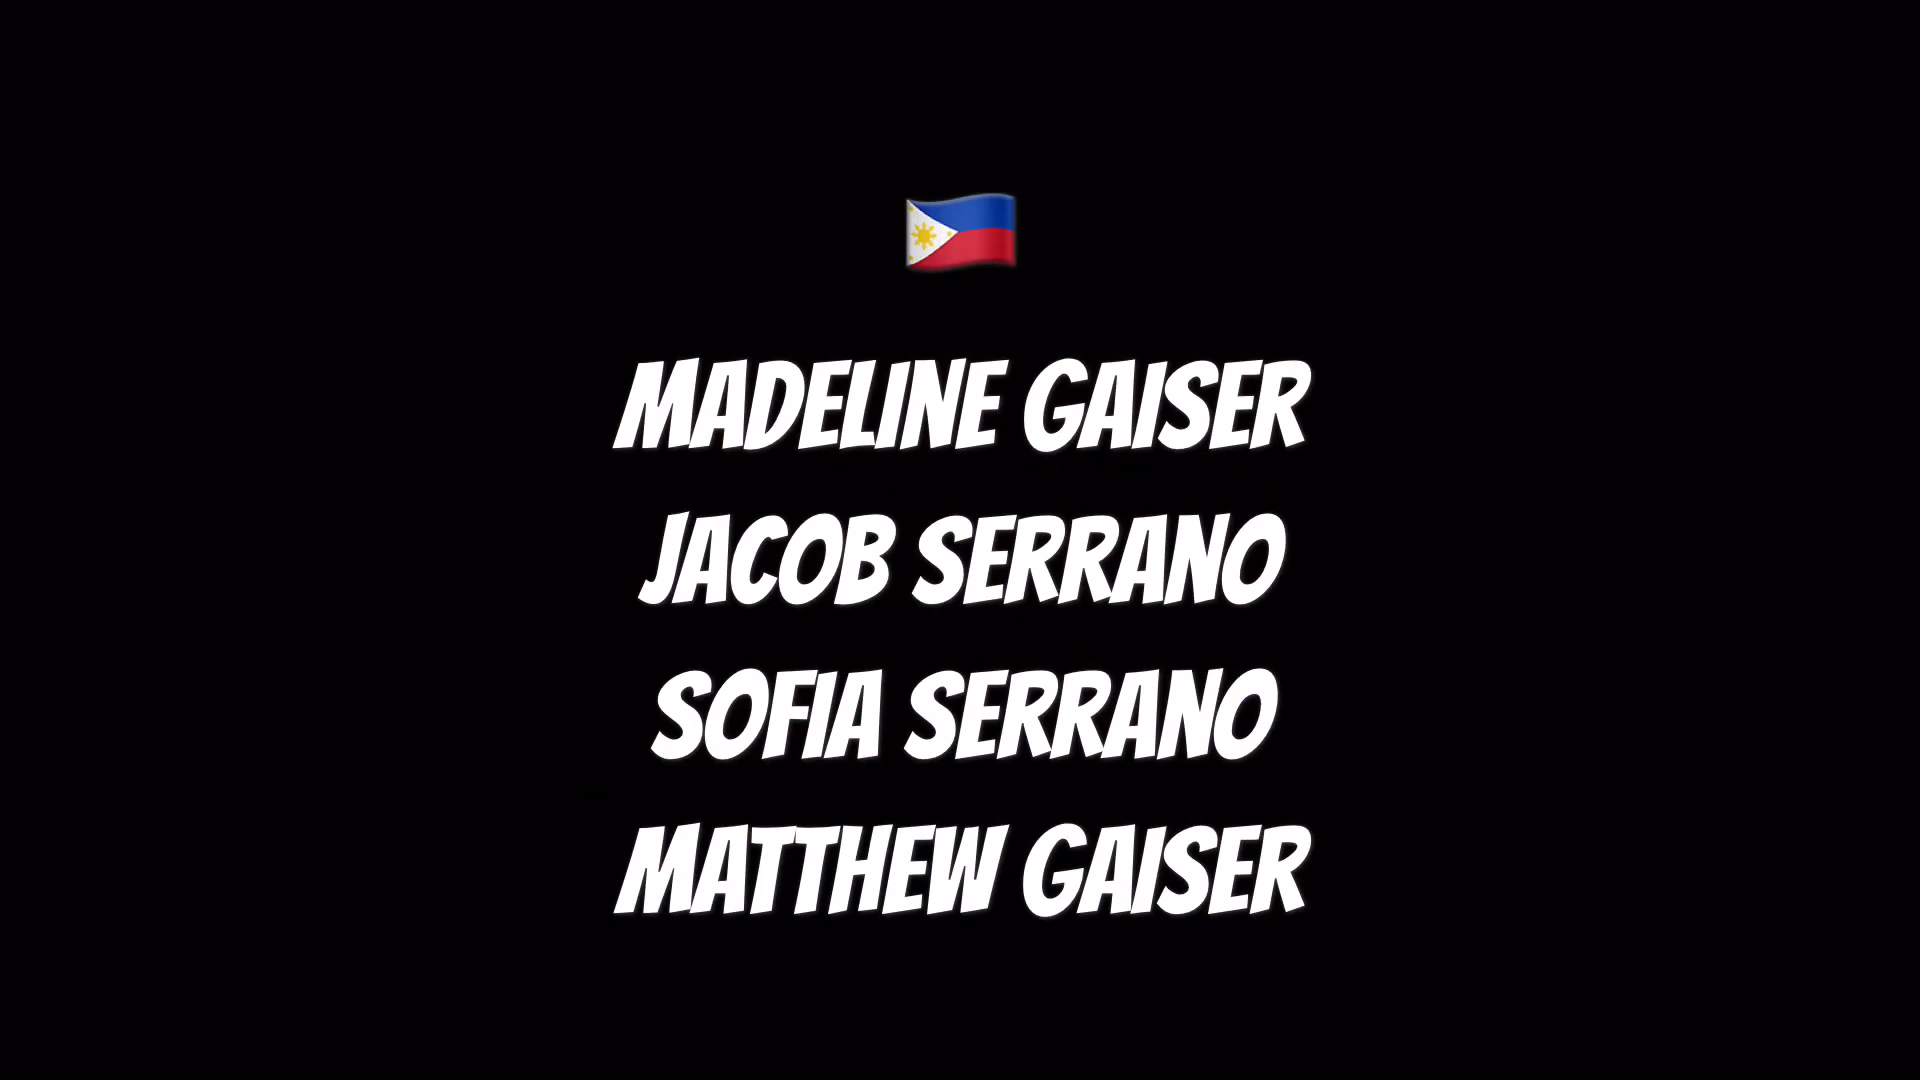 MADELINE GAISER
JACOB SERRANO
SOFIA SERRANO
MATTHEW GAISER